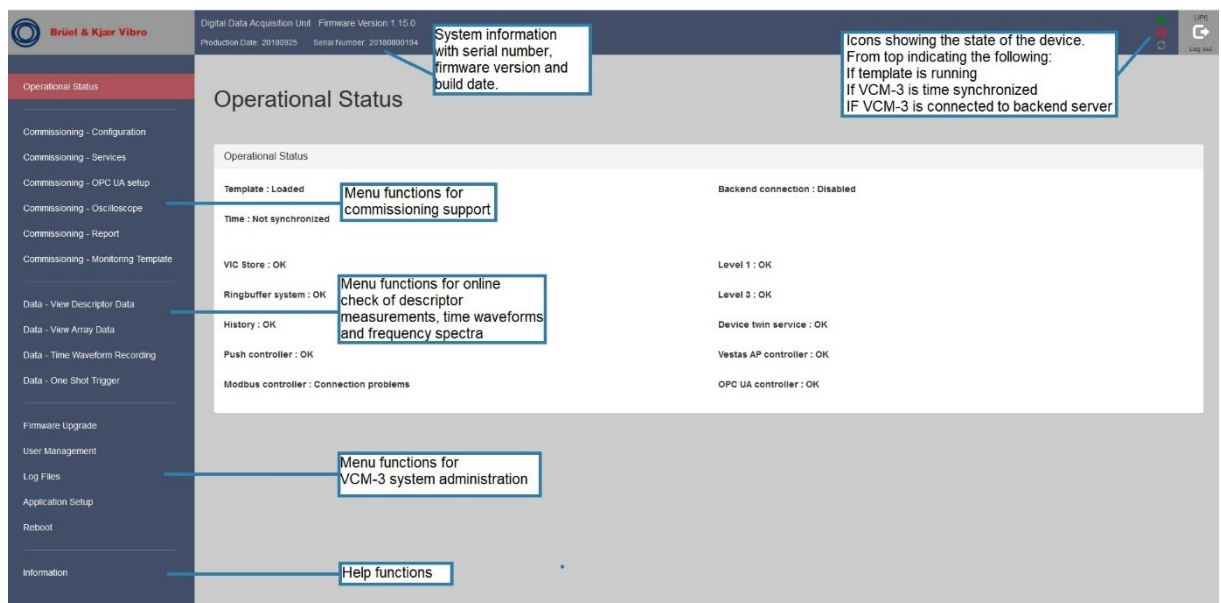 Brüel & Kjær Vibro
Digital Data Acquisition Unit Firmware Version:1.15.0
Production Date: 20180925 Serial Number: 20180800194
System information
with serial number,
firmware version and
build date.
Icons showing the state of the device.
From top indicating the following:
If template is running
If VCM-3 is time synchronized
IF VCM-3 is connected to backend server
Log out
Operational Status
Commissioning - Configuration
Commissioning - Services
Commissioning - OPC UA setup
Commissioning - Oscilloscope
Commissioning - Report
Commissioning - Monitoring Template
Data - View Descriptor Data
Data - View Array Data
Data - Time Waveform Recording
Data - One Shot Trigger
Firmware Upgrade
User Management
Log Files
Application Setup
Reboot
Information
Operational Status
Operational Status
Template : Loaded
Backend connection : Disabled
Time : Not synchronized
VIC Store : OK
Level 1 : OK
Ringbuffer system : OK
Level 3 : OK
History : OK
Device twin service : OK
Push controller : OK
Vestas AP controller : OK
Modbus controller : Connection problems
OPC UA controller : OK
Menu functions for
commissioning support
Menu functions for online
check of descriptor
measurements, time waveforms
and frequency spectra
Menu functions for
VCM-3 system administration
Help functions